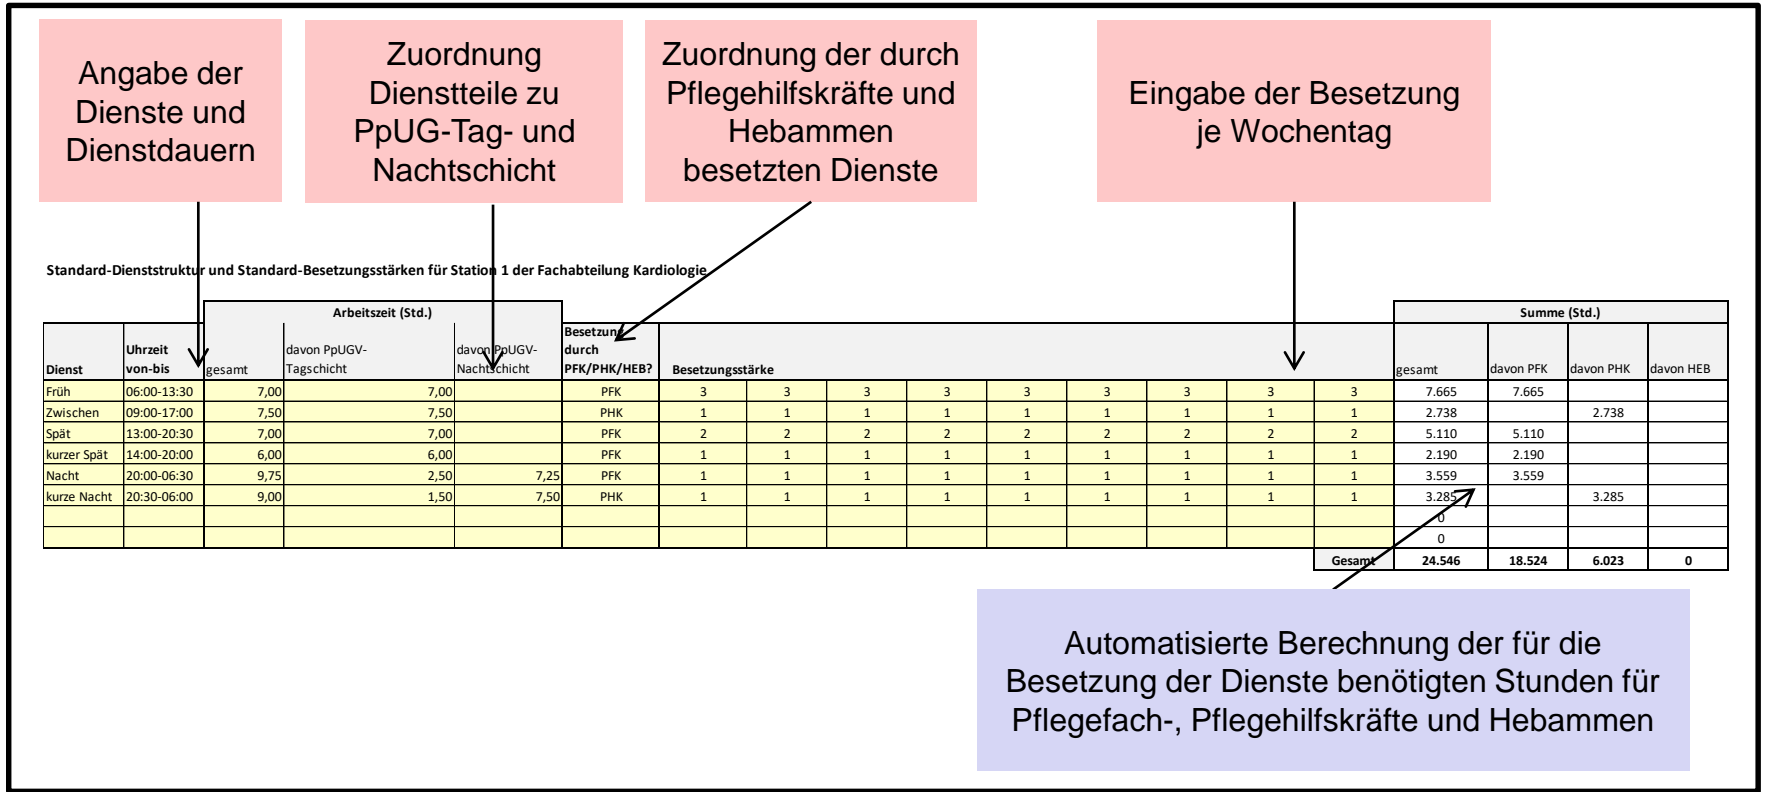 Angabe der
Dienste und
Dienstdauern
Zuordnung
Dienstteile zu
PpUG-Tag- und
Nachtschicht
Zuordnung der durch
Pflegehilfskräfte und
Hebammen
besetzten Dienste
Eingabe der Besetzung
je Wochentag
Standard-Dienststruktur und Standard-Besetzungsstärken für Station 1 der Fachabteilung Kardiologie
Arbeitszeit (Std.) Summe (Std.)
Dienst Uhrzeit von-bis gesamt davon PpUGV-Tagschicht davon PpUGV-Nachtschicht Besetzung durch PFK/PHK/HEB? Besetzungsstärke gesamt davon PFK davon PHK davon HEB
Früh 06:00-13:30 7,00 7,00 PFK 3 3 3 3 3 3 3 3 3 7.665 7.665
Zwischen 09:00-17:00 7,50 7,50 PHK 1 1 1 1 1 1 1 1 1 2.738 2.738
Spät 13:00-20:30 7,00 7,00 PFK 2 2 2 2 2 2 2 2 2 5.110 5.110
kurzer Spät 14:00-20:00 6,00 6,00 PFK 1 1 1 1 1 1 1 1 1 2.190 2.190
Nacht 20:00-06:30 9,75 2,50 7,25 PFK 1 1 1 1 1 1 1 1 1 3.559 3.559
kurze Nacht 20:30-06:00 9,00 1,50 7,50 PHK 1 1 1 1 1 1 1 1 1 3.285 3.285
0
0
Gesamt 24.546 18.524 6.023 0
Automatisierte Berechnung der für die
Besetzung der Dienste benötigten Stunden für
Pflegefach-, Pflegehilfskräfte und Hebammen